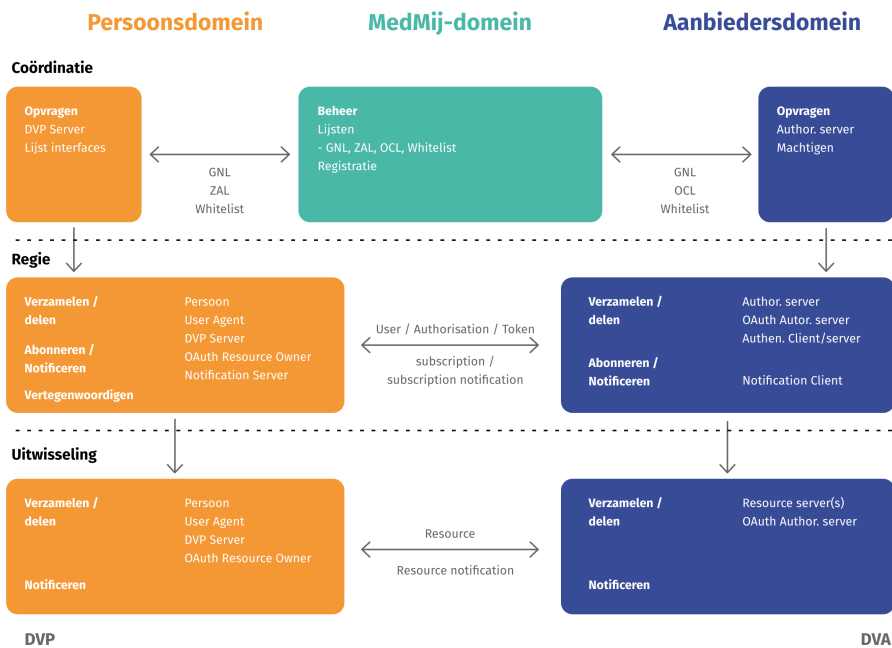 Persoonsdomein
MedMij-domein
Aanbiedersdomein
Coördinatie
Opvragen
DVP Server
Lijst interfaces
GNL
ZAL
Whitelist
Beheer
Lijsten
- GNL, ZAL, OCL, Whitelist
Registratie
GNL
OCL
Whitelist
Opvragen
Author. server
Machtigen
Regie
Verzamelen /
delen
Abonneren /
Notificeren
Vertegenwoordigen
Persoon
User Agent
DVP Server
OAuth Resource Owner
Notification Server
User / Authorisation / Token
subscription /
subscription notification
Verzamelen /
delen
Abonneren /
Notificeren
Author. server
OAuth Autor. server
Authen. Client/server
Notification Client
Uitwisseling
Verzamelen /
delen
Notificeren
Persoon
User Agent
DVP Server
OAuth Resource Owner
Resource
Resource notification
Verzamelen /
delen
Notificeren
Resource server(s)
OAuth Author. server
DVP
DVA